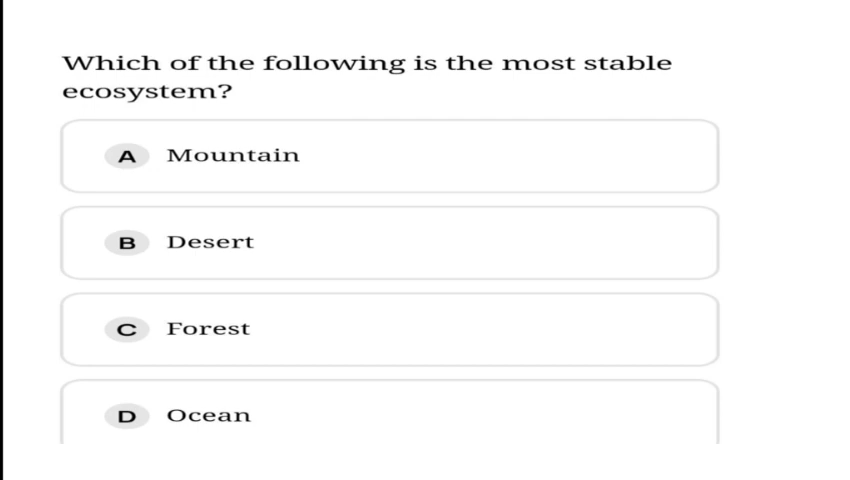 Which of the following is the most stable
ecosystem?
A Mountain
B Desert
C Forest
D Ocean